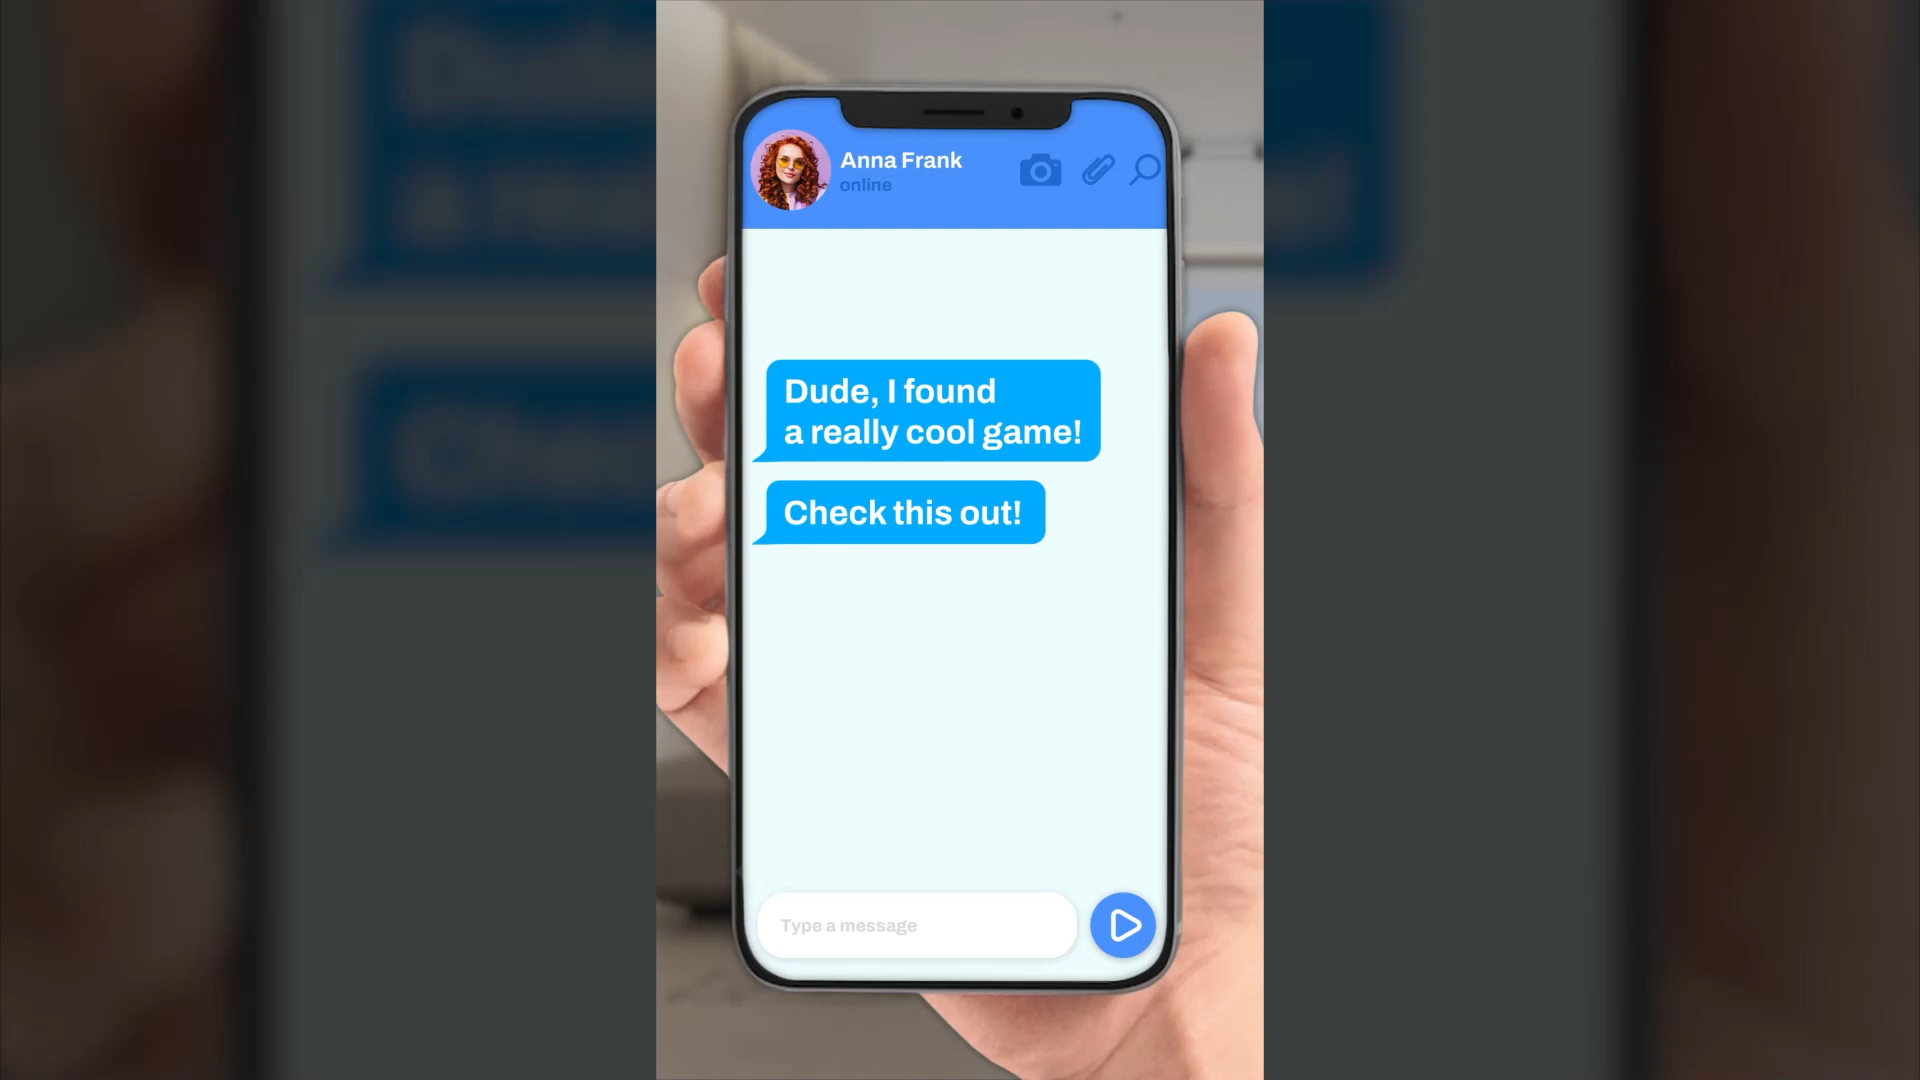 Anna Frank
online
Dude, I found
a really cool game!
Check this out!
Type a message